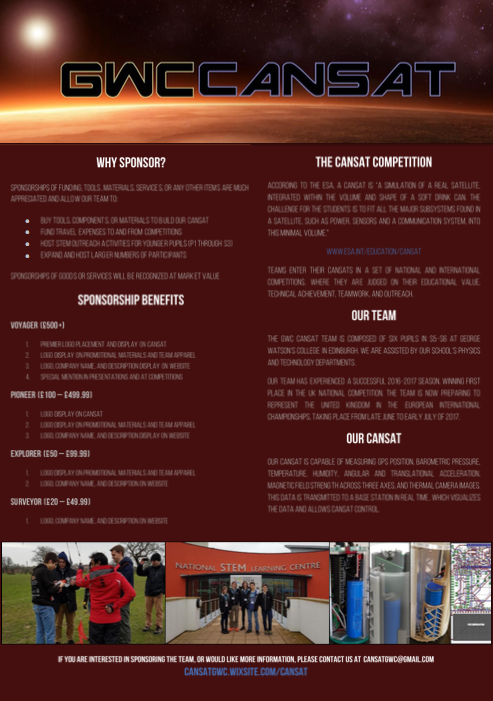 GWCCANSAT
WHY SPONSOR?
SPONSORSHIPS OF FUNDING, TOOLS, MATERIALS, SERVICES, OR ANY OTHER ITEMS ARE MUCH
APPRECIATED AND ALLOW OUR TEAM TO:
BUY TOOLS, COMPONENTS, OR MATERIALS TO BUILD OUR CANSAT
FUND TRAVEL EXPENSES TO AND FROM COMPETITIONS
HOST STEM OUTREACH ACTIVITIES FOR YOUNGER PUPILS (P1 THROUGH S3)
EXPAND AND HOST LARGER NUMBERS OF PARTICIPANTS
SPONSORSHIPS OF GOODS OR SERVICES WILL BE RECOGNIZED AT MARKET VALUE
SPONSORSHIP BENEFITS
VOYAGER (£500+)
1. PREMIER LOGO PLACEMENT AND DISPLAY ON CANSAT
2. LOGO DISPLAY ON PROMOTIONAL MATERIALS AND TEAM APPAREL
3. LOGO, COMPANY NAME, AND DESCRIPTION DISPLAY ON WEBSITE
4. SPECIAL MENTION IN PRESENTATIONS AND AT COMPETITIONS
PIONEER (£100 – £499.99)
1. LOGO DISPLAY ON CANSAT
2. LOGO DISPLAY ON PROMOTIONAL MATERIALS AND TEAM APPAREL
3. LOGO, COMPANY NAME, AND DESCRIPTION DISPLAY ON WEBSITE
EXPLORER (£50 – £99.99)
1. LOGO DISPLAY ON PROMOTIONAL MATERIALS AND TEAM APPAREL
2. LOGO, COMPANY NAME, AND DESCRIPTION ON WEBSITE
SURVEYOR (£20 – £49.99)
1. LOGO, COMPANY NAME, AND DESCRIPTION ON WEBSITE
THE CANSAT COMPETITION
ACCORDING TO THE ESA, A CANSAT IS "A SIMULATION OF A REAL SATELLITE,
INTEGRATED WITHIN THE VOLUME AND SHAPE OF A SOFT DRINK CAN. THE
CHALLENGE FOR THE STUDENTS IS TO FIT ALL THE MAJOR SUBSYSTEMS FOUND IN
A SATELLITE, SUCH AS POWER, SENSORS AND A COMMUNICATION SYSTEM, INTO
THIS MINIMAL VOLUME."
WWW.ESA.INT/EDUCATION/CANSAT
TEAMS ENTER THEIR CANSATS IN A SET OF NATIONAL AND INTERNATIONAL
COMPETITIONS, WHERE THEY ARE JUDGED ON THEIR EDUCATIONAL VALUE,
TECHNICAL ACHIEVEMENT, TEAMWORK, AND OUTREACH.
OUR TEAM
THE GWC CANSAT TEAM IS COMPOSED OF SIX PUPILS IN S5-S6 AT GEORGE
WATSON'S COLLEGE IN EDINBURGH. WE ARE ASSISTED BY OUR SCHOOL'S PHYSICS
AND TECHNOLOGY DEPARTMENTS.
OUR TEAM HAS EXPERIENCED A SUCCESSFUL 2016-2017 SEASON, WINNING FIRST
PLACE IN THE UK NATIONAL COMPETITION. THE TEAM IS NOW PREPARING TO
REPRESENT THE UNITED KINGDOM IN THE EUROPEAN INTERNATIONAL
CHAMPIONSHIPS, TAKING PLACE FROM LATE JUNE TO EARLY JULY OF 2017.
OUR CANSAT
OUR CANSAT IS CAPABLE OF MEASURING GPS POSITION, BAROMETRIC PRESSURE,
TEMPERATURE, HUMIDITY, ANGULAR AND TRANSLATIONAL ACCELERATION,
MAGNETIC FIELD STRENGTH ACROSS THREE AXES, AND THERMAL CAMERA IMAGES.
THIS DATA IS TRANSMITTED TO A BASE STATION IN REAL TIME, WHICH VISUALIZES
THE DATA AND ALLOWS CANSAT CONTROL.
NATIONAL STEM LEARNING CENTRE
IF YOU ARE INTERESTED IN SPONSORING THE TEAM, OR WOULD LIKE MORE INFORMATION, PLEASE CONTACT US AT CANSATGWC@GMAIL.COM
CANSATGWC.WIXSITE.COM/CANSAT